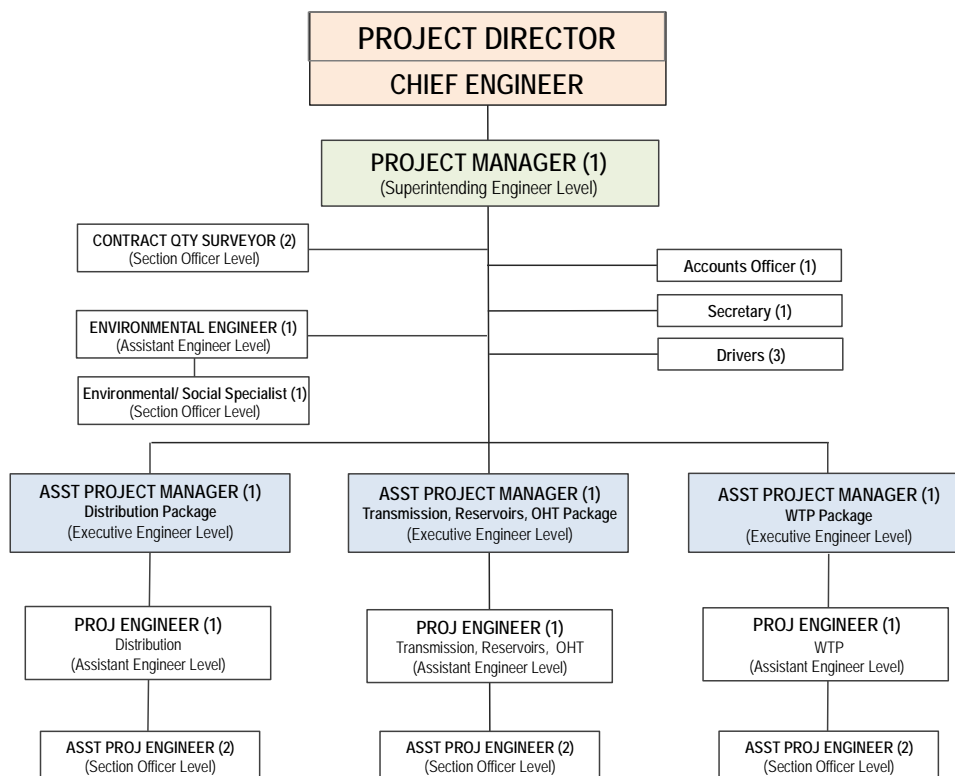 PROJECT DIRECTOR
CHIEF ENGINEER
PROJECT MANAGER (1)
(Superintending Engineer Level)
CONTRACT QTY SURVEYOR (2)
(Section Officer Level)
Accounts Officer (1)
Secretary (1)
ENVIRONMENTAL ENGINEER (1)
(Assistant Engineer Level)
Drivers (3)
Environmental/ Social Specialist (1)
(Section Officer Level)
ASST PROJECT MANAGER (1)
Distribution Package
(Executive Engineer Level)
ASST PROJECT MANAGER (1)
Transmission, Reservoirs, OHT Package
(Executive Engineer Level)
ASST PROJECT MANAGER (1)
WTP Package
(Executive Engineer Level)
PROJ ENGINEER (1)
Distribution
(Assistant Engineer Level)
PROJ ENGINEER (1)
Transmission, Reservoirs, OHT
(Assistant Engineer Level)
PROJ ENGINEER (1)
WTP
(Assistant Engineer Level)
ASST PROJ ENGINEER (2)
(Section Officer Level)
ASST PROJ ENGINEER (2)
(Section Officer Level)
ASST PROJ ENGINEER (2)
(Section Officer Level)